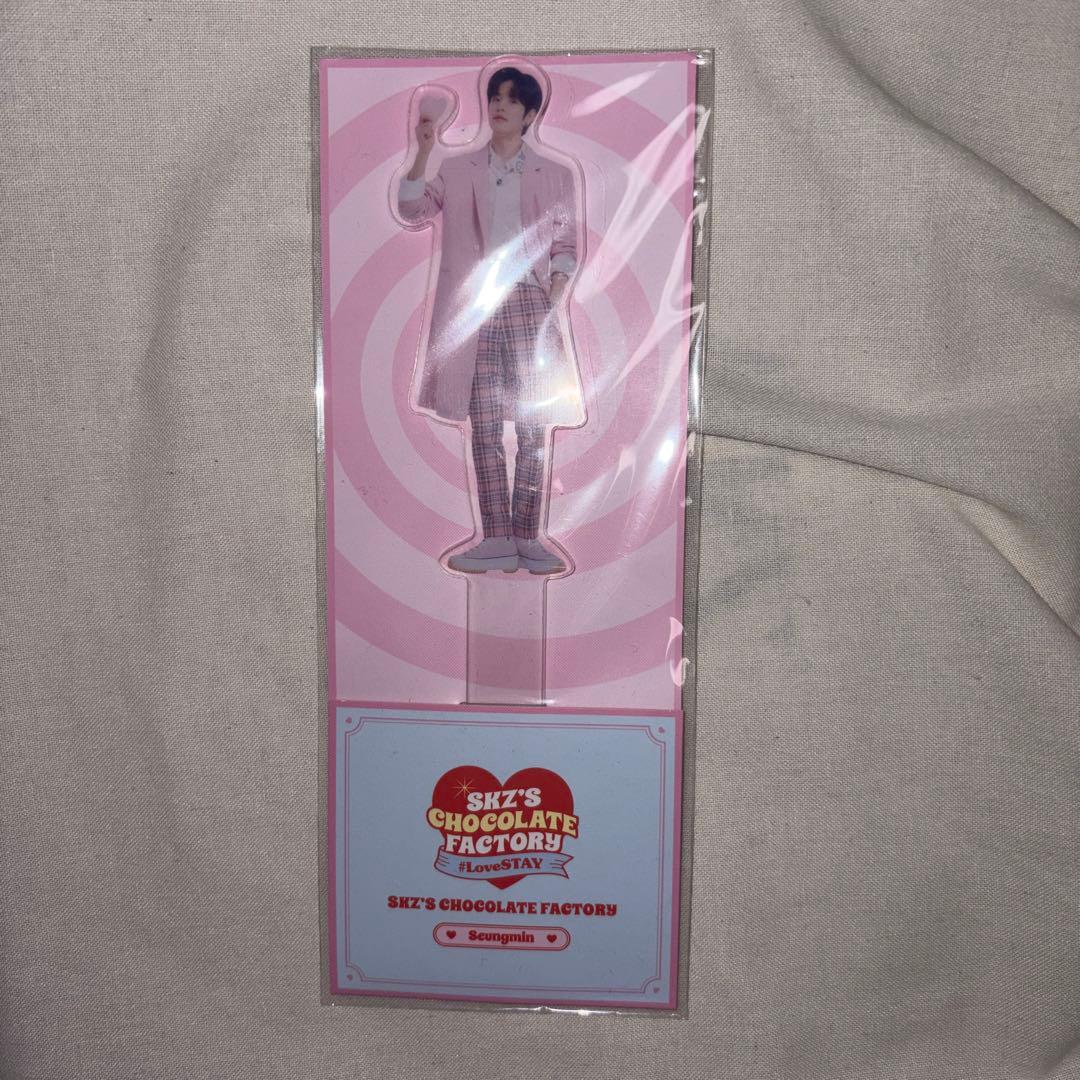 SKZ'S
CHOCOLATE
FACTORY
#LoveSTAY
SKZ'S CHOCOLATE FACTORY
Seungmin